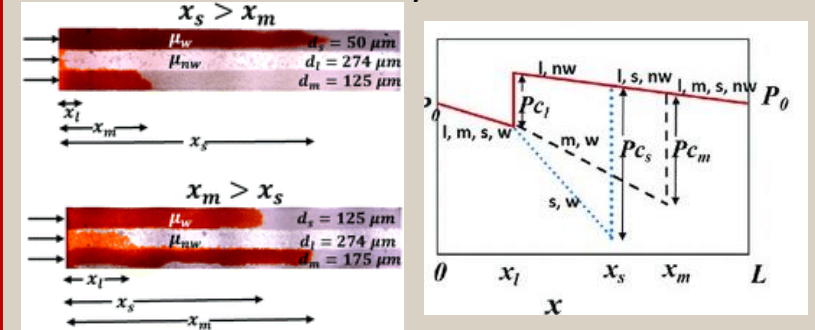 x_s > x_m
μ_w
d_s = 50 μm
μ_nw
d_l = 274 μm
d_m = 125 μm
x_l
x_m
x_s
x_m > x_s
μ_w
d_s = 125 μm
μ_nw
d_l = 274 μm
d_m = 175 μm
x_l
x_s
x_m
l, nw
l, s, nw
l, m, s, nw
P_0
P_0
Pc_l
l, m, s, w
m, w
Pc_s
Pc_m
s, w
0
x_l
x_s
x_m
L
x